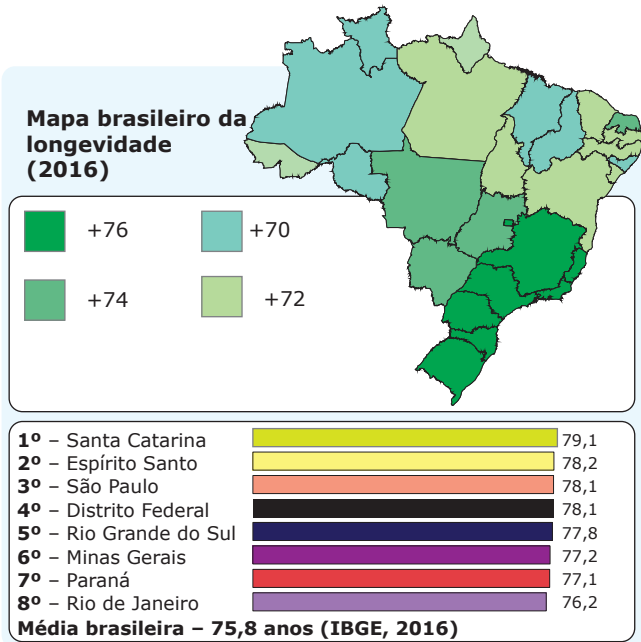 Mapa brasileiro da
longevidade
(2016)
+76
+70
+74
+72
1º – Santa Catarina 79,1
2º – Espírito Santo 78,2
3º – São Paulo 78,1
4º – Distrito Federal 78,1
5º – Rio Grande do Sul 77,8
6º – Minas Gerais 77,2
7º – Paraná 77,1
8º – Rio de Janeiro 76,2
Média brasileira – 75,8 anos (IBGE, 2016)